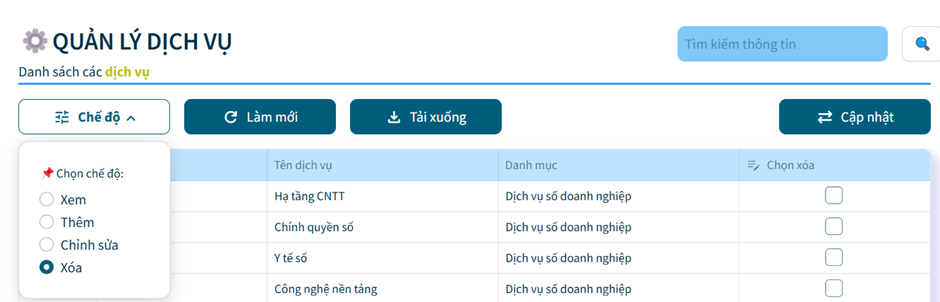 QUẢN LÝ DỊCH VỤ
Tìm kiếm thông tin
Danh sách các dịch vụ
Chế độ
Làm mới
Tải xuống
Cập nhật
Chọn chế độ:
Xem
Thêm
Chỉnh sửa
Xóa
Tên dịch vụ Danh mục Chọn xóa
Hạ tầng CNTT Dịch vụ số doanh nghiệp
Chính quyền số Dịch vụ số doanh nghiệp
Y tế số Dịch vụ số doanh nghiệp
Công nghệ nền tảng Dịch vụ số doanh nghiệp